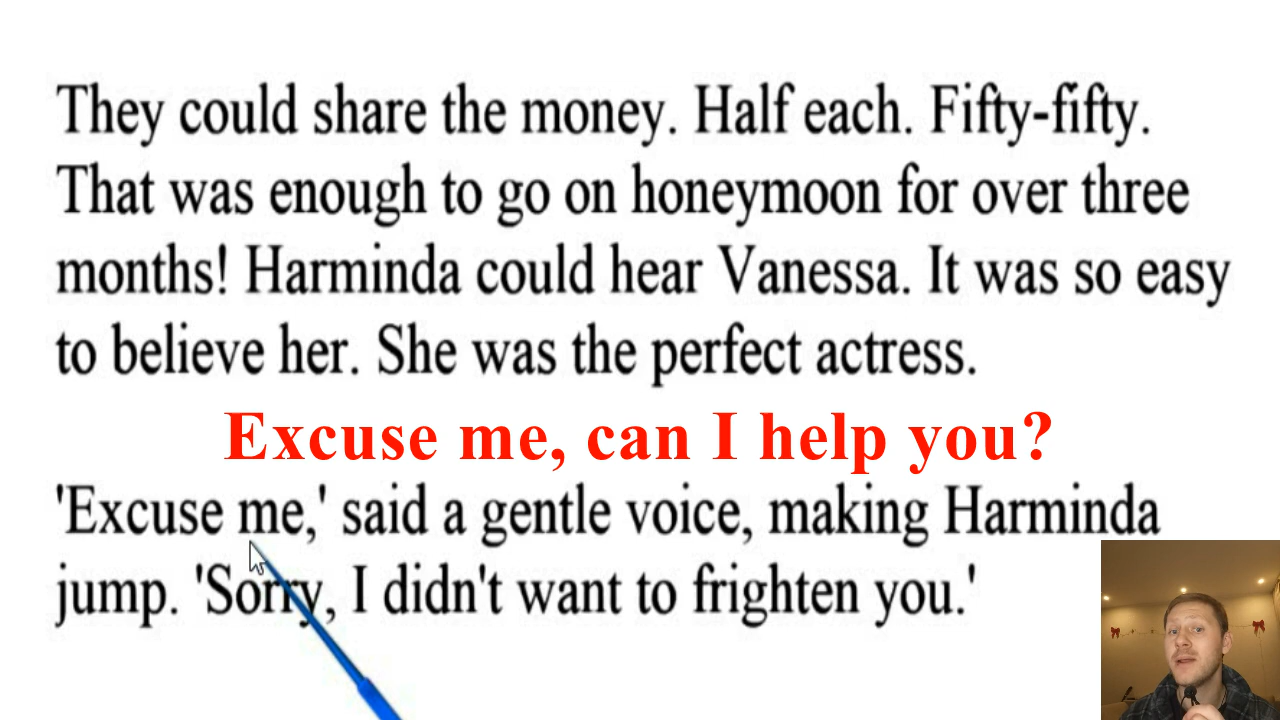 They could share the money. Half each. Fifty-fifty.
That was enough to go on honeymoon for over three
months! Harminda could hear Vanessa. It was so easy
to believe her. She was the perfect actress.
Excuse me, can I help you?
'Excuse me,' said a gentle voice, making Harminda
jump. 'Sorry, I didn't want to frighten you.'